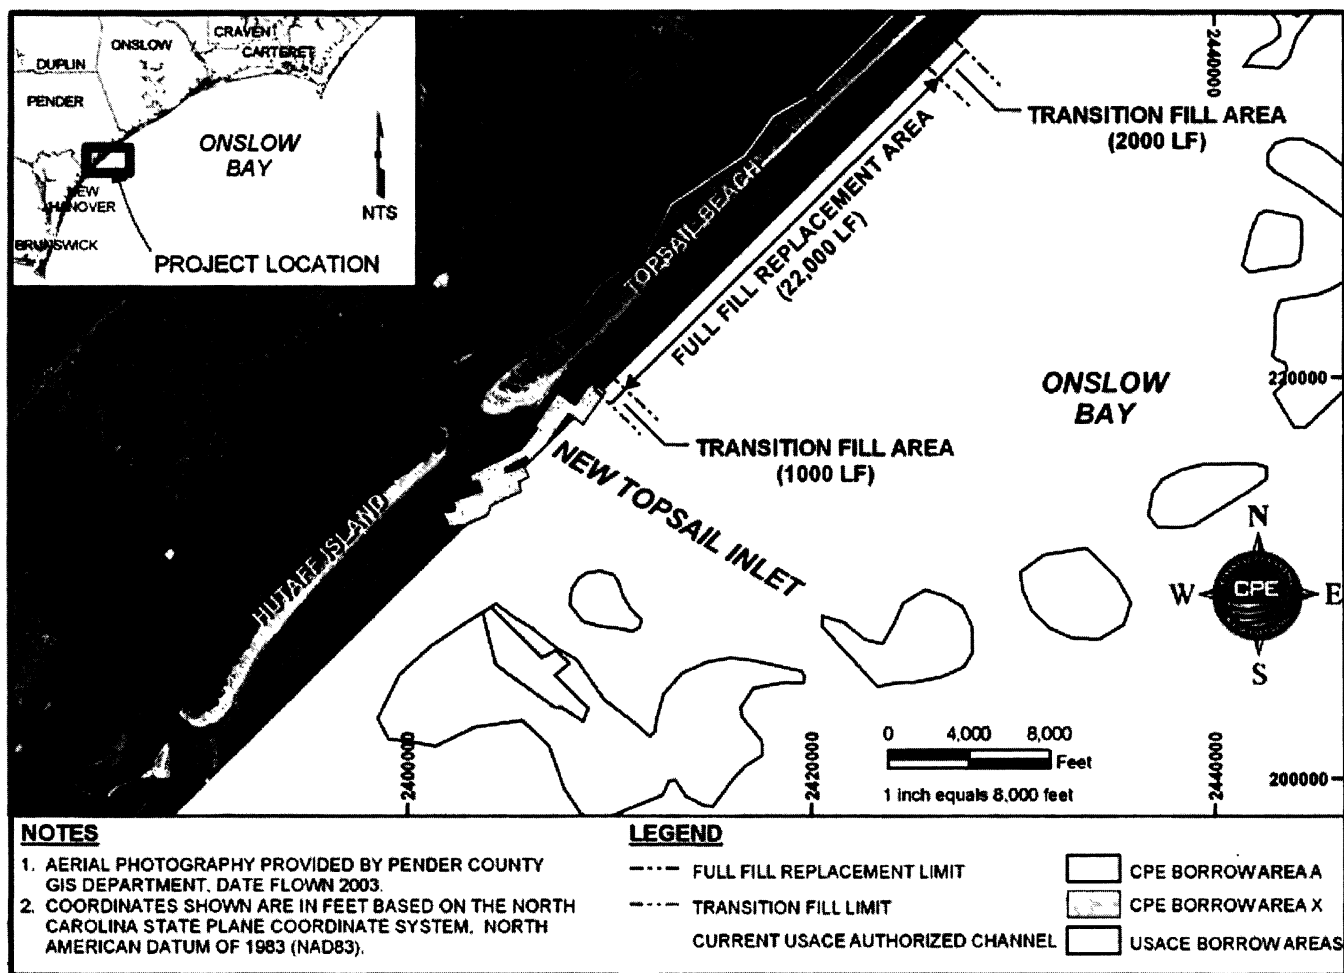 ONSLOW
CRAVEN
CARTERET
DUPLIN
PENDER
ONSLOW
BAY
NEW
HANOVER
BRUNSWICK
NTS
PROJECT LOCATION
2440000
TRANSITION FILL AREA
(2000 LF)
TOPSAIL BEACH
FULL FILL REPLACEMENT AREA
(22,000 LF)
ONSLOW
BAY
220000
TRANSITION FILL AREA
(1000 LF)
NEW TOPSAIL INLET
HUTAFF ISLAND
N
W
CPE
E
S
0 4,000 8,000
Feet
1 inch equals 8,000 feet
2400000
2420000
2440000
200000
NOTES
1. AERIAL PHOTOGRAPHY PROVIDED BY PENDER COUNTY
GIS DEPARTMENT. DATE FLOWN 2003.
2. COORDINATES SHOWN ARE IN FEET BASED ON THE NORTH
CAROLINA STATE PLANE COORDINATE SYSTEM, NORTH
AMERICAN DATUM OF 1983 (NAD83).
LEGEND
FULL FILL REPLACEMENT LIMIT
TRANSITION FILL LIMIT
CURRENT USACE AUTHORIZED CHANNEL
CPE BORROW AREA A
CPE BORROW AREA X
USACE BORROW AREAS